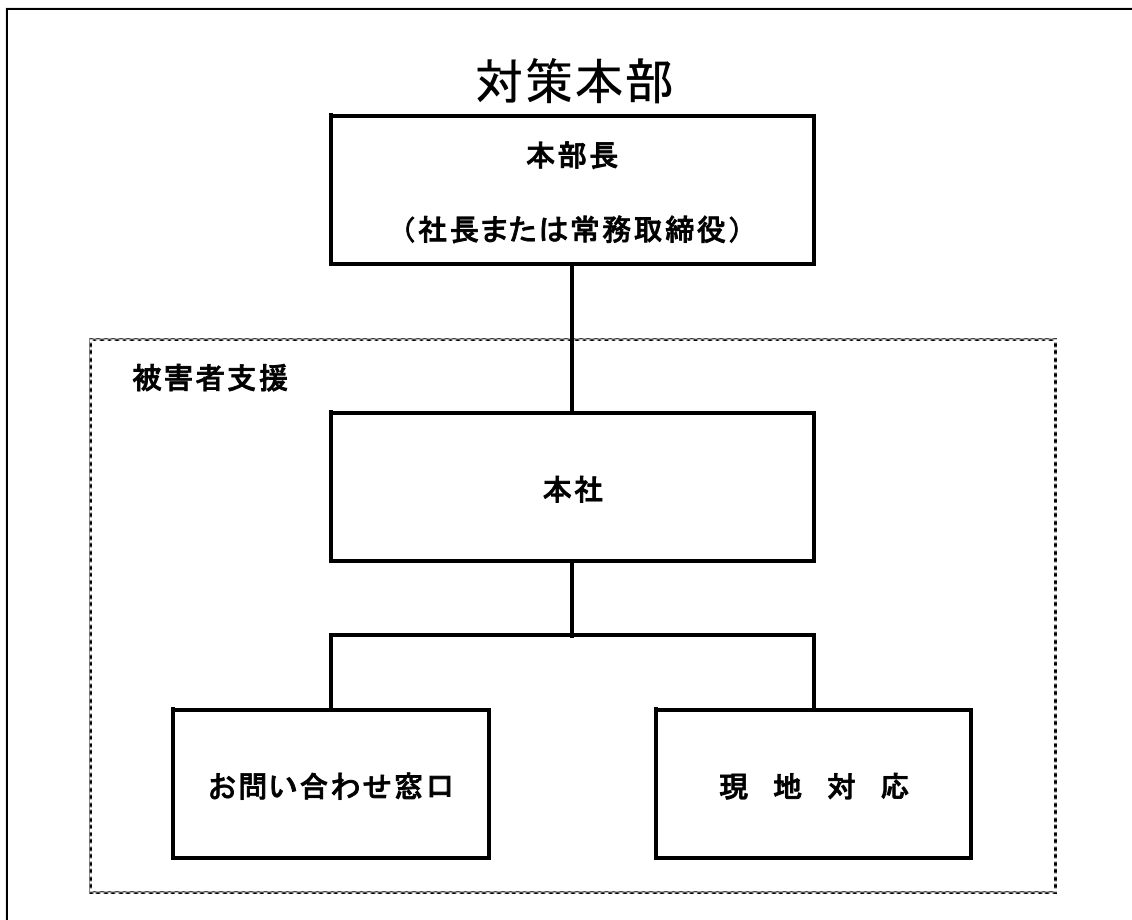 対策本部
本部長
（社長または常務取締役）
被害者支援
本社
お問い合わせ窓口
現地対応